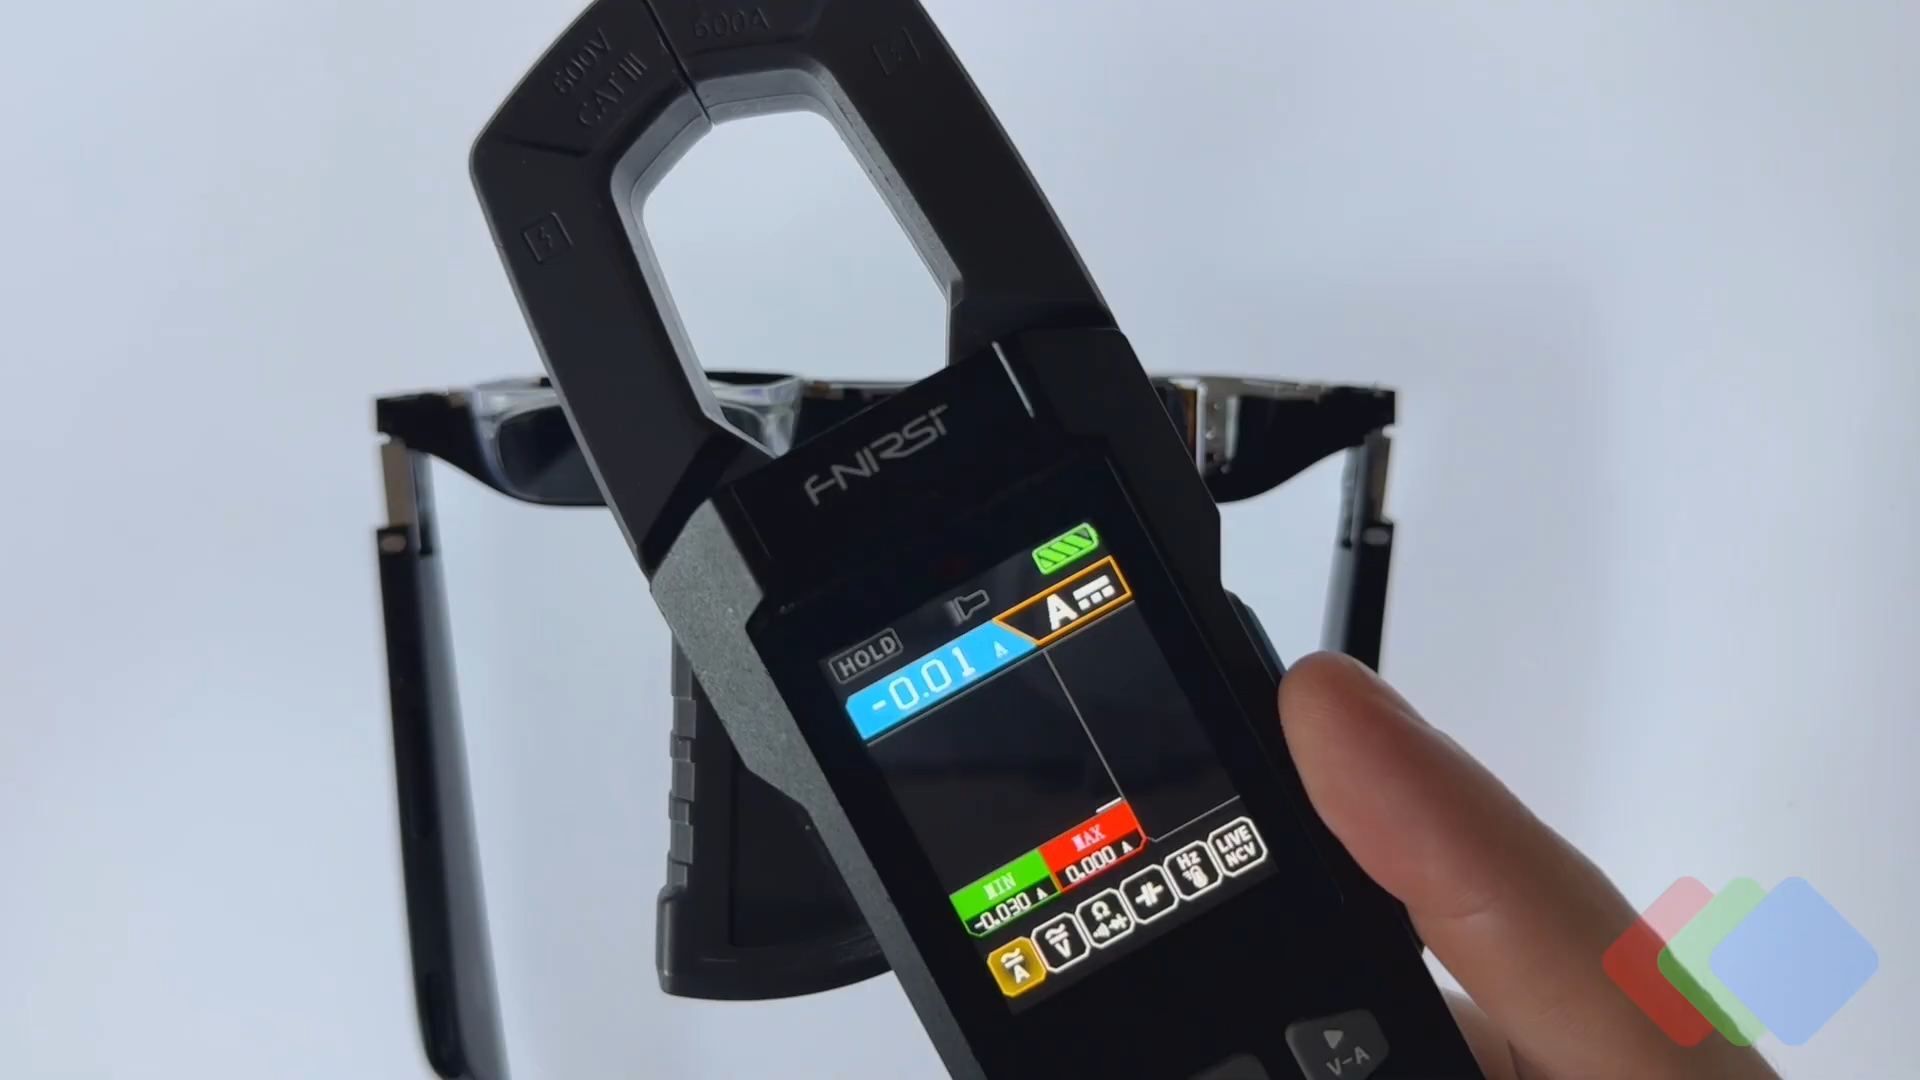 600V
CAT III
600A
FNIRSI
HOLD
A
-0.01 A
MIN
-0.030 A
MAX
0.000 A
A
V
Ω
Hz
LIVE
NCV
V-A